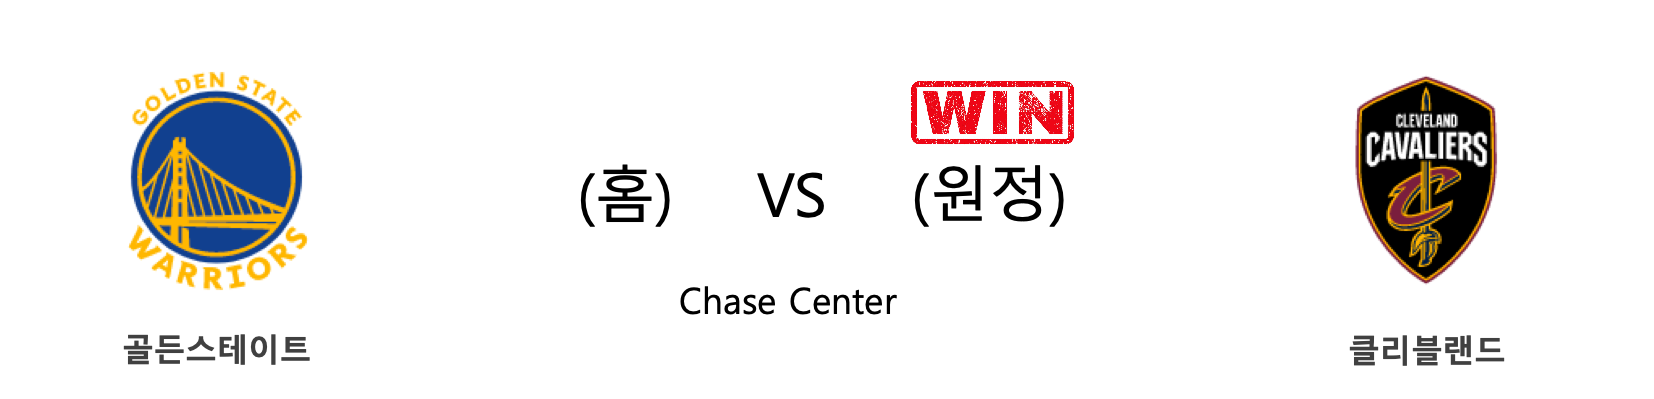 GOLDEN STATE
WARRIORS
골든스테이트
WIN
(홈) VS (원정)
Chase Center
CLEVELAND
CAVALIERS
C
클리블랜드